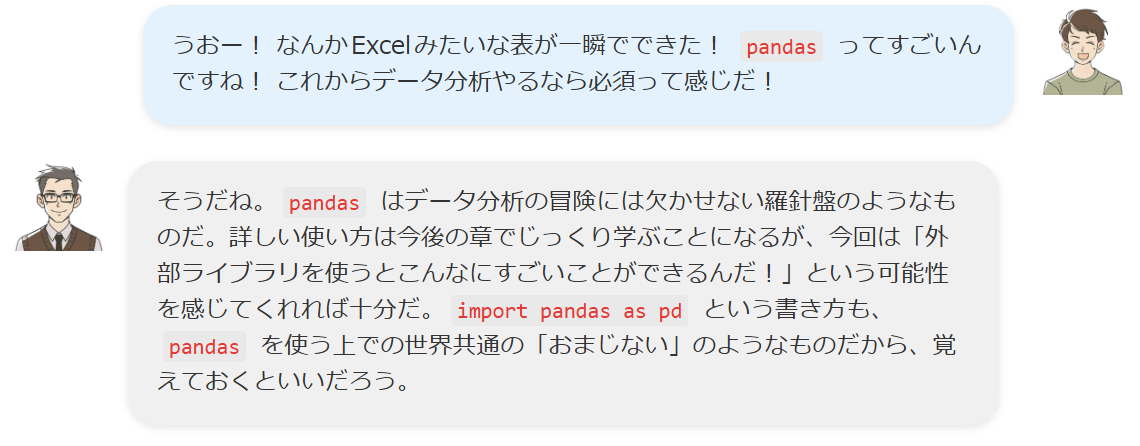 うおー! なんかExcelみたいな表が一瞬でできた! pandas ってすごいん
ですね! これからデータ分析やるなら必須って感じだ!
そうだね。 pandas はデータ分析の冒険には欠かせない羅針盤のようなも
のだ。詳しい使い方は今後の章でじっくり学ぶことになるが、今回は「外
部ライブラリを使うとこんなにすごいことができるんだ!」という可能性
を感じてくれれば十分だ。 import pandas as pd という書き方も、
pandas を使う上での世界共通の「おまじない」のようなものだから、覚
えておくといいだろう。